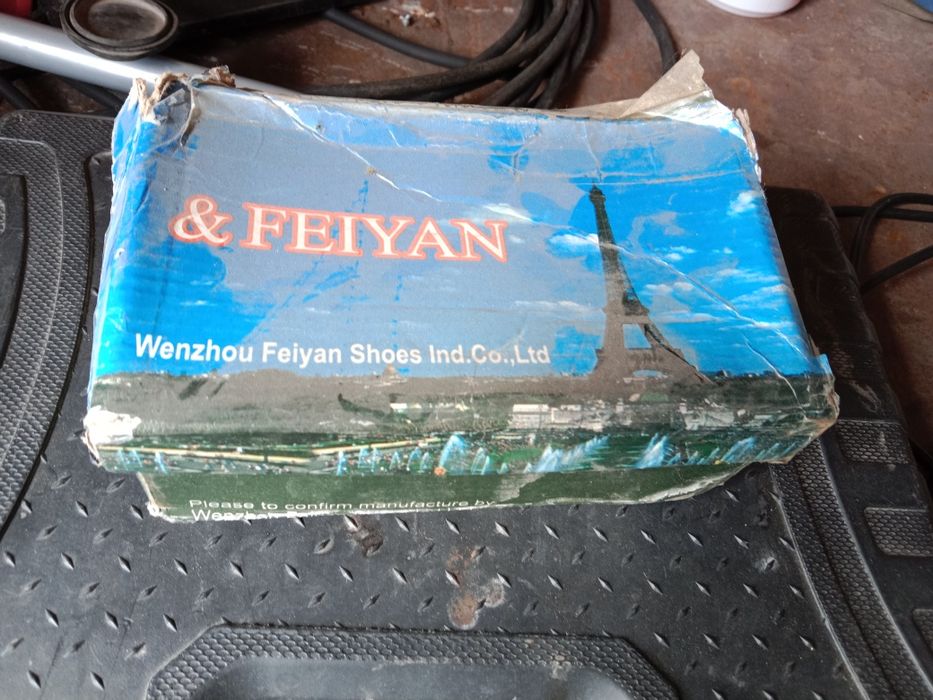 & FEIYAN
Wenzhou Feiyan Shoes Ind.Co.,Ltd
Please to confirm manufacture by